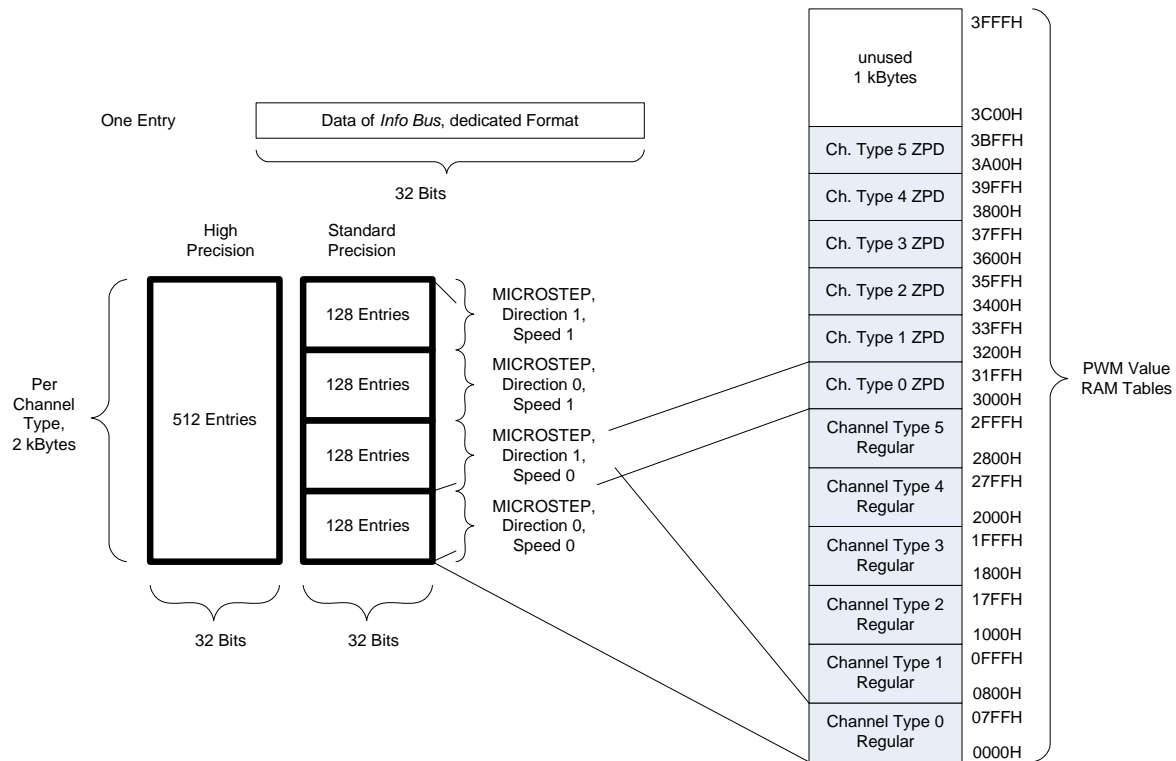 One Entry
Data of Info Bus, dedicated Format
32 Bits
High
Precision
Standard
Precision
Per
Channel
Type,
2 kBytes
512 Entries
128 Entries
128 Entries
128 Entries
128 Entries
MICROSTEP,
Direction 1,
Speed 1
MICROSTEP,
Direction 0,
Speed 1
MICROSTEP,
Direction 1,
Speed 0
MICROSTEP,
Direction 0,
Speed 0
32 Bits
32 Bits
unused
1 kBytes
3FFFH
3C00H
Ch. Type 5 ZPD
3BFFH
3A00H
Ch. Type 4 ZPD
39FFH
3800H
Ch. Type 3 ZPD
37FFH
3600H
Ch. Type 2 ZPD
35FFH
3400H
Ch. Type 1 ZPD
33FFH
3200H
Ch. Type 0 ZPD
31FFH
3000H
Channel Type 5
Regular
2FFFH
2800H
Channel Type 4
Regular
27FFH
2000H
Channel Type 3
Regular
1FFFH
1800H
Channel Type 2
Regular
17FFH
1000H
Channel Type 1
Regular
0FFFH
0800H
Channel Type 0
Regular
07FFH
0000H
PWM Value
RAM Tables